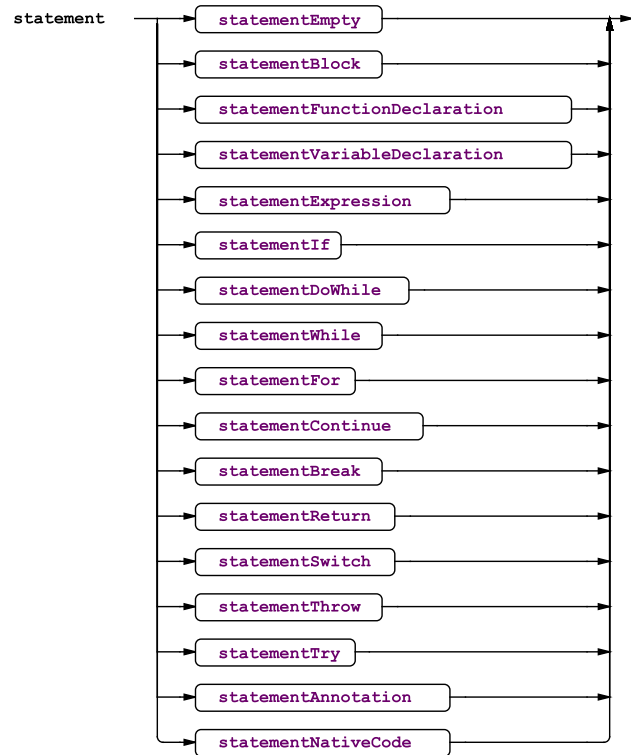 statement statementEmpty
statementBlock
statementFunctionDeclaration
statementVariableDeclaration
statementExpression
statementIf
statementDoWhile
statementWhile
statementFor
statementContinue
statementBreak
statementReturn
statementSwitch
statementThrow
statementTry
statementAnnotation
statementNativeCode